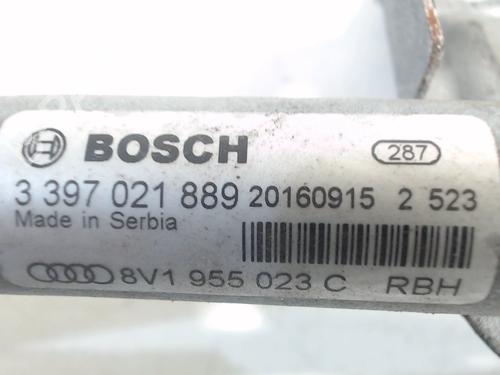 BOSCH 287
3 397 021 889 20160915 2 523
Made in Serbia
8V1 955 023 C RBH